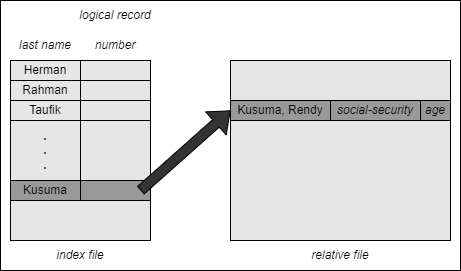 logical record
last name number
Herman
Rahman
Taufik
.
.
.
Kusuma
Kusuma, Rendy social-security age
index file
relative file